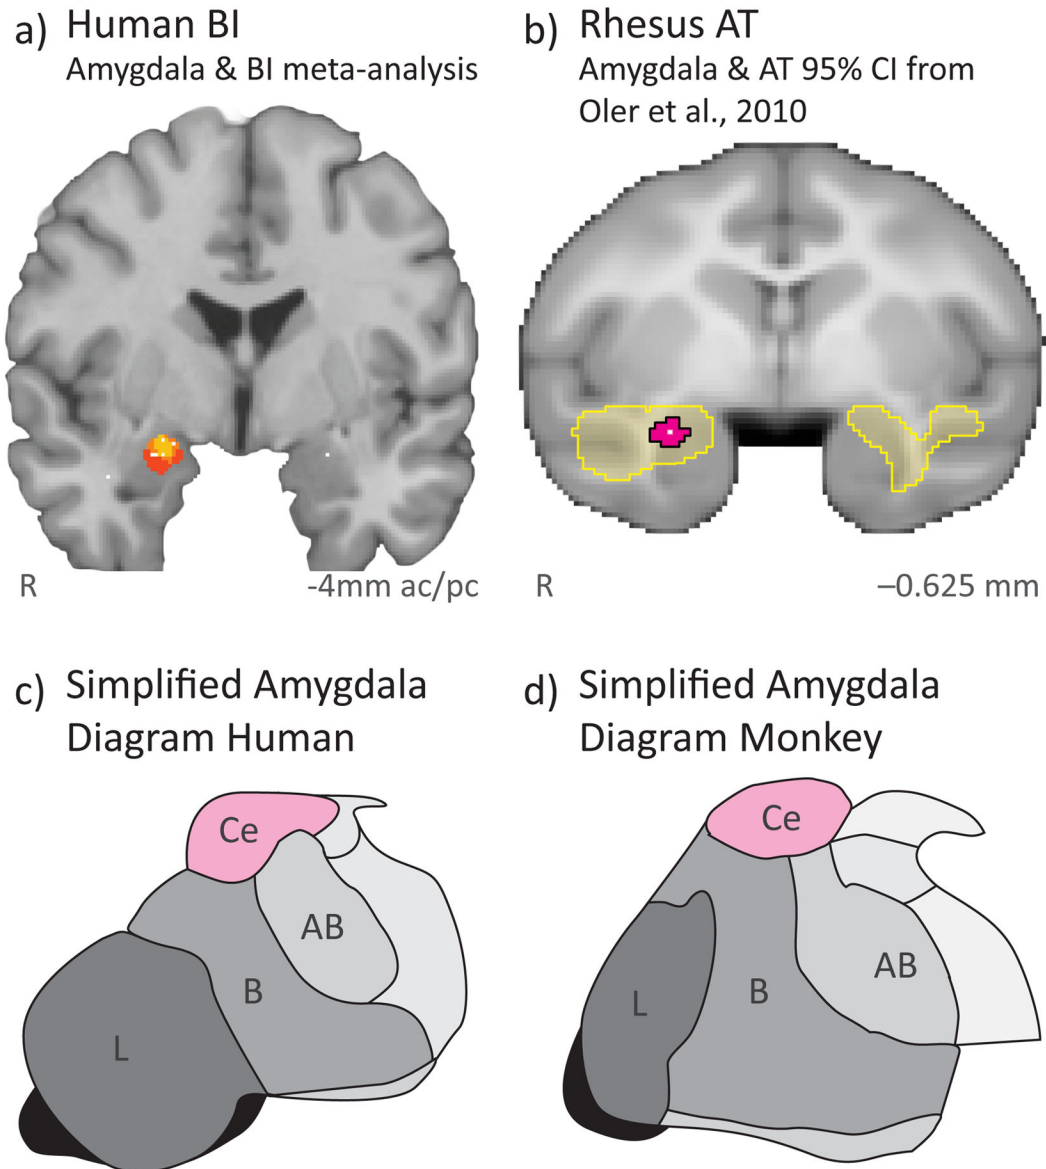 a) Human BI
Amygdala & BI meta-analysis
b) Rhesus AT
Amygdala & AT 95% CI from
Oler et al., 2010
R
-4mm ac/pc
R
–0.625 mm
c) Simplified Amygdala
Diagram Human
d) Simplified Amygdala
Diagram Monkey
Ce
AB
B
L
Ce
AB
B
L